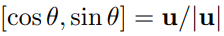 [cos θ, sin θ] = u/|u|